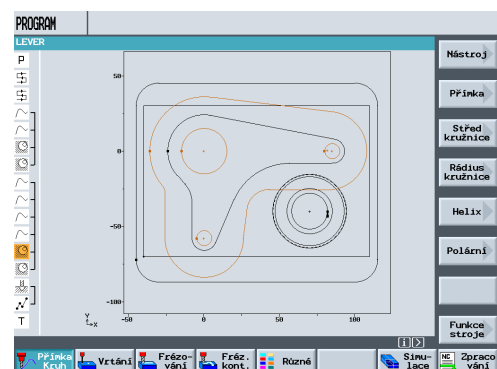 PROGRAM
LEVER
P
T
50
0
-50
-100
-50
0
50
100
Y
X
Nástroj
Přímka
Střed
kružnice
Rádius
kružnice
Helix
Polární
Funkce
stroje
Přímka
Kruh
Vrtání
Frézo-
vání
Fréz.
kont.
Různé
Simu-
lace
NC
Zpraco
vání